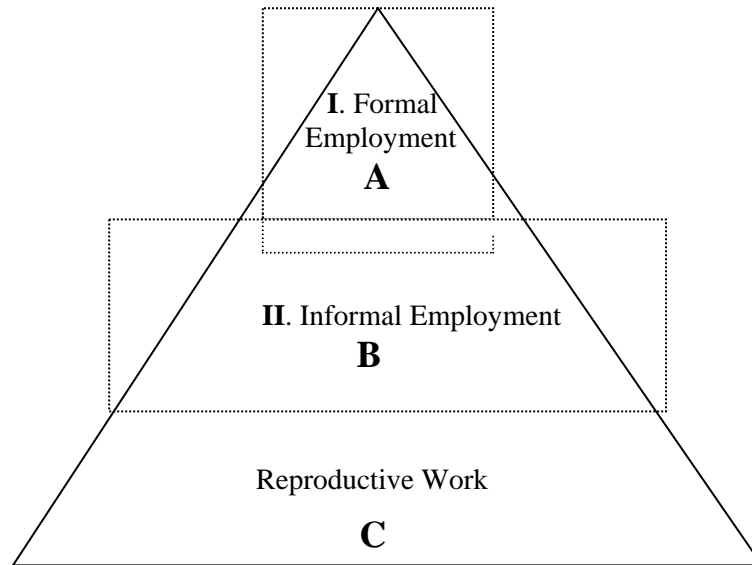 I. Formal
Employment
A
II. Informal Employment
B
Reproductive Work
C